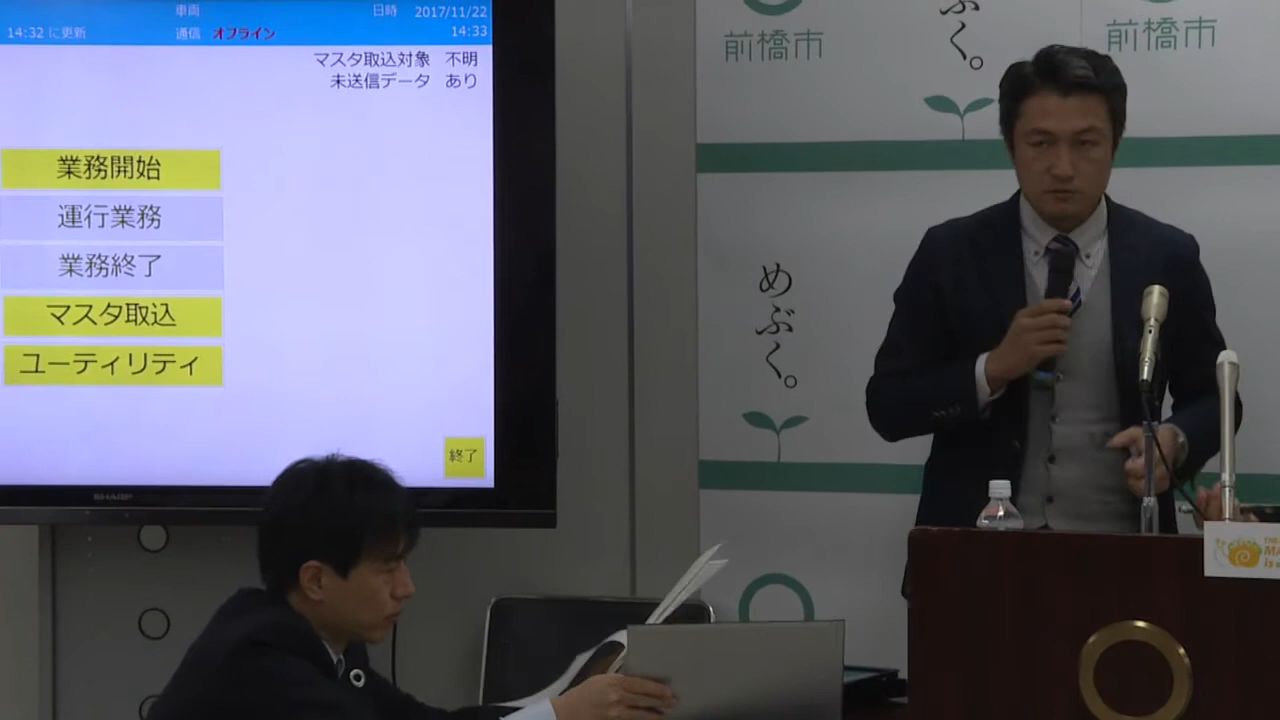 車両
日時 2017/11/22
14:32 に更新
通信 オフライン
14:33
マスタ取込対象 不明
未送信データ あり
業務開始
運行業務
業務終了
マスタ取込
ユーティリティ
終了
SHARP
前橋市
ぶく。
前橋市
めぶく。